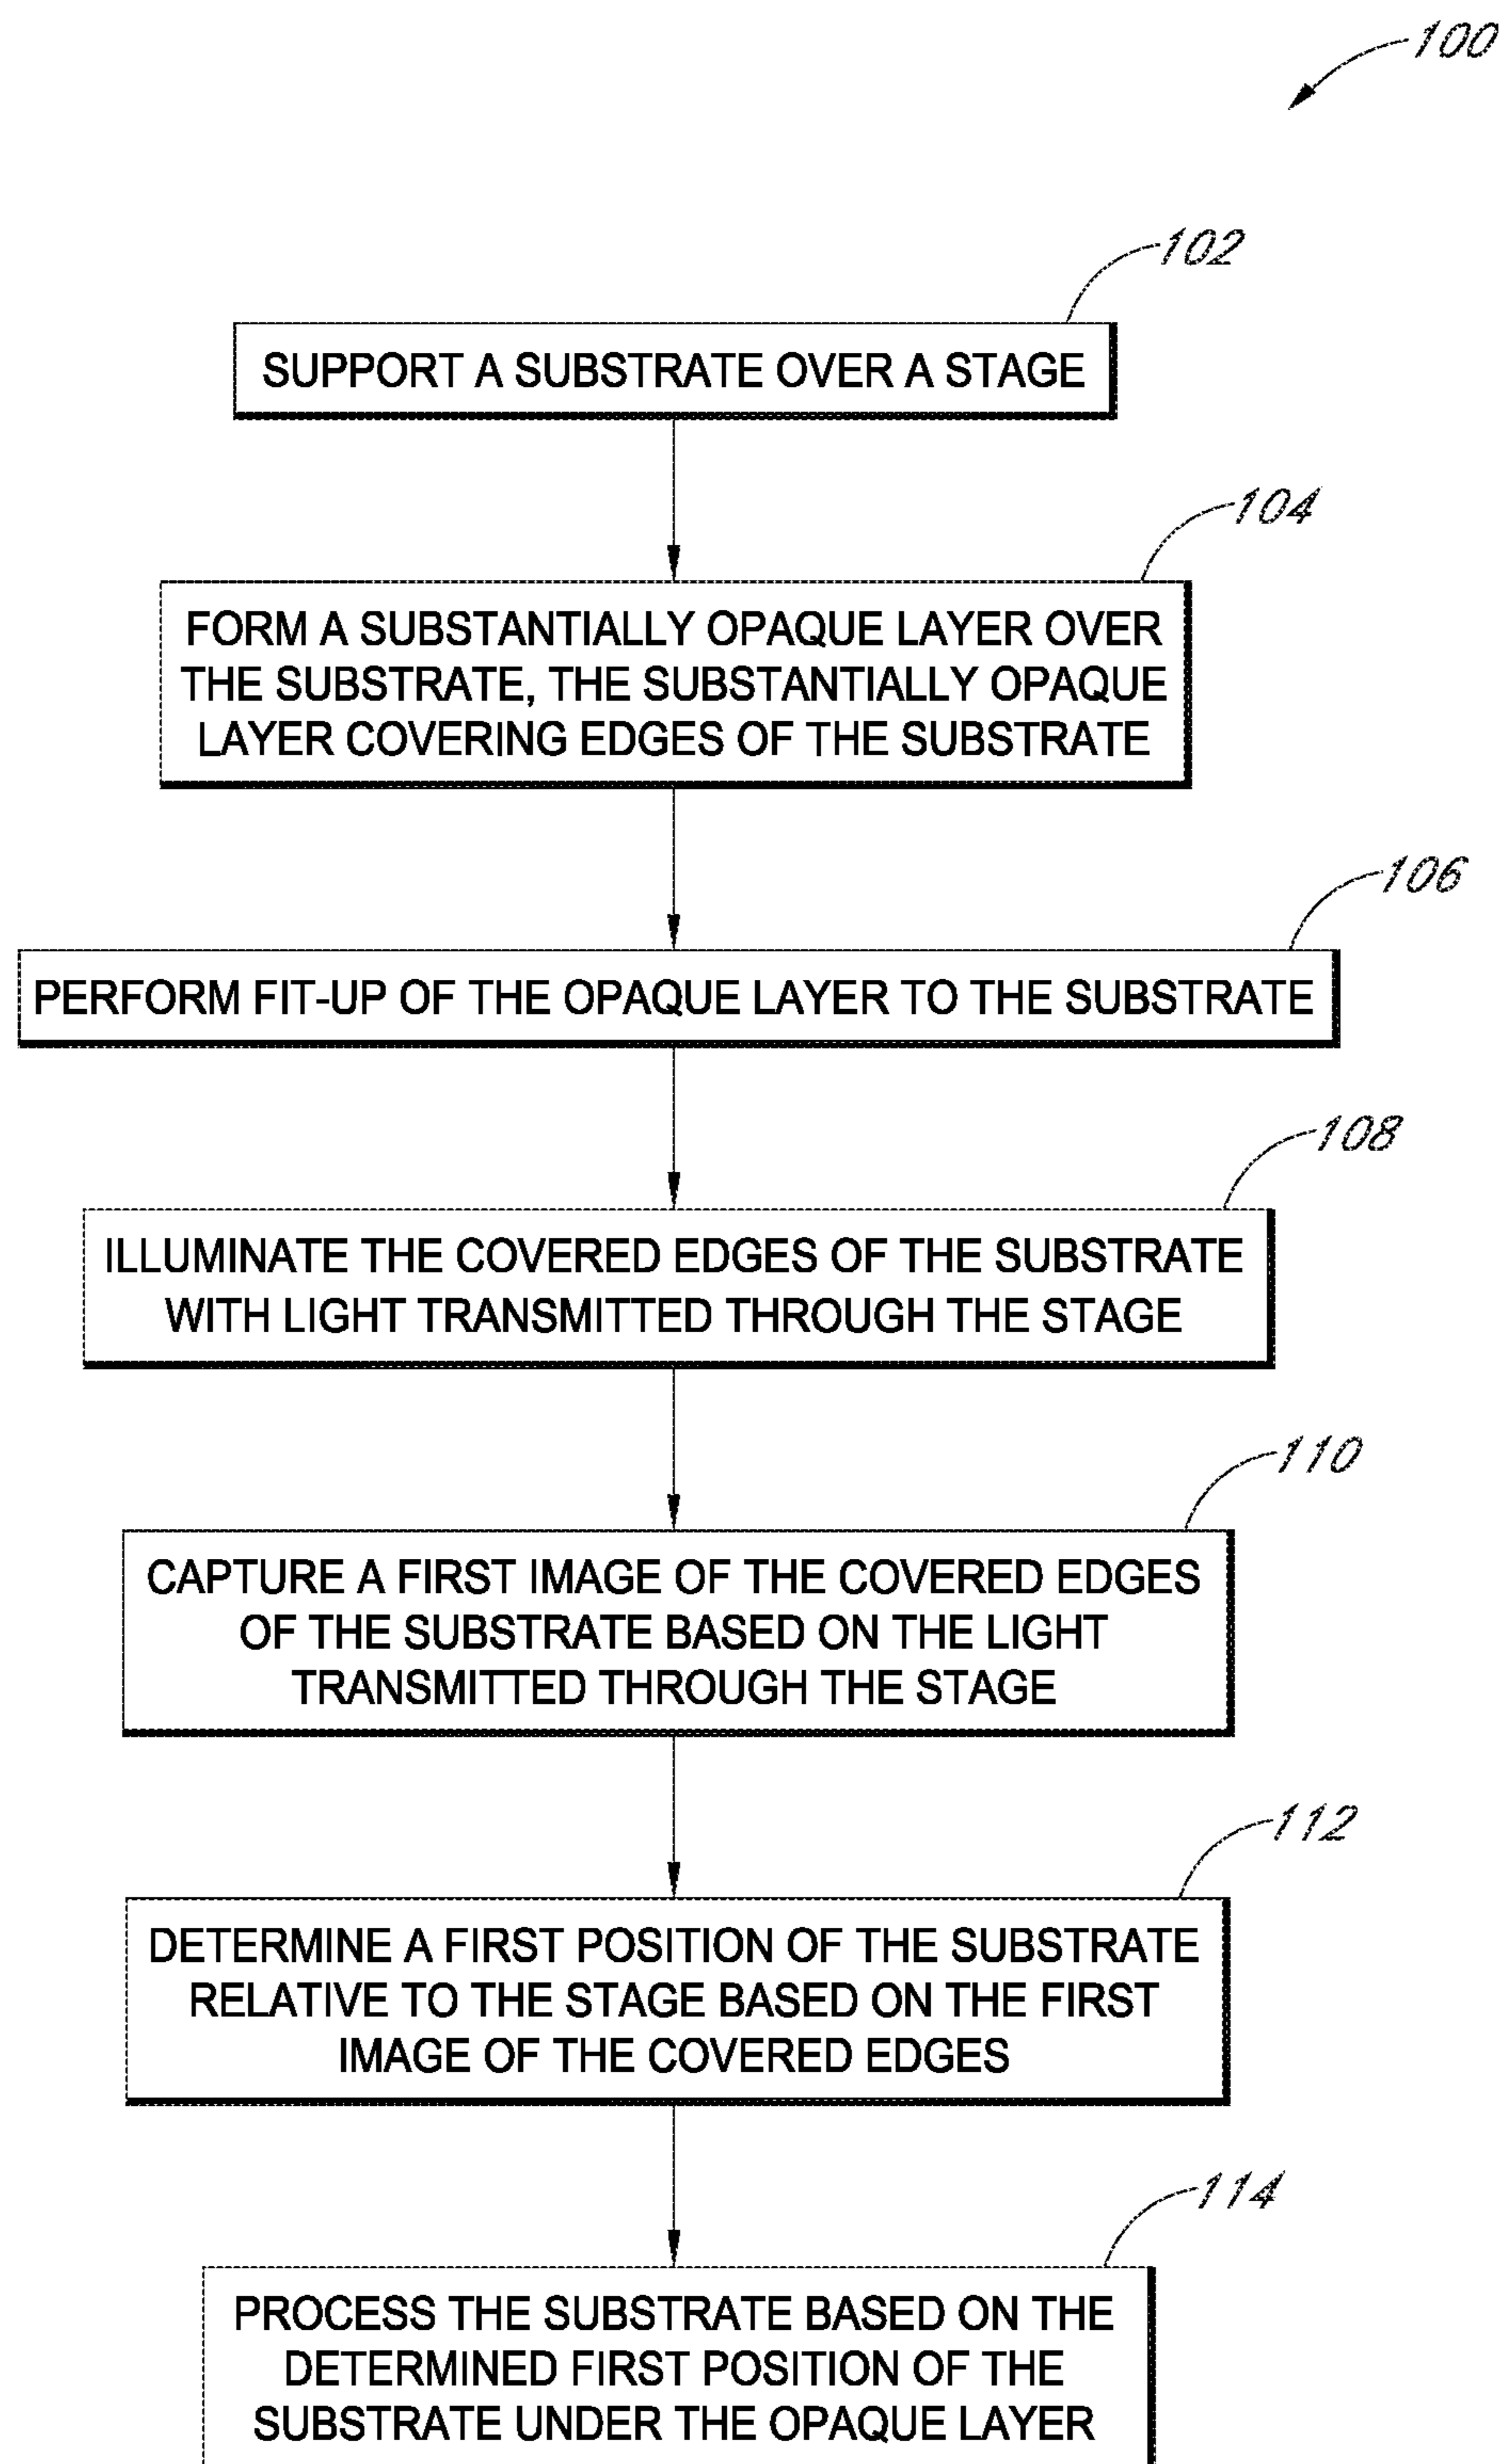 100
102
SUPPORT A SUBSTRATE OVER A STAGE
104
FORM A SUBSTANTIALLY OPAQUE LAYER OVER
THE SUBSTRATE, THE SUBSTANTIALLY OPAQUE
LAYER COVERING EDGES OF THE SUBSTRATE
106
PERFORM FIT-UP OF THE OPAQUE LAYER TO THE SUBSTRATE
108
ILLUMINATE THE COVERED EDGES OF THE SUBSTRATE
WITH LIGHT TRANSMITTED THROUGH THE STAGE
110
CAPTURE A FIRST IMAGE OF THE COVERED EDGES
OF THE SUBSTRATE BASED ON THE LIGHT
TRANSMITTED THROUGH THE STAGE
112
DETERMINE A FIRST POSITION OF THE SUBSTRATE
RELATIVE TO THE STAGE BASED ON THE FIRST
IMAGE OF THE COVERED EDGES
114
PROCESS THE SUBSTRATE BASED ON THE
DETERMINED FIRST POSITION OF THE
SUBSTRATE UNDER THE OPAQUE LAYER